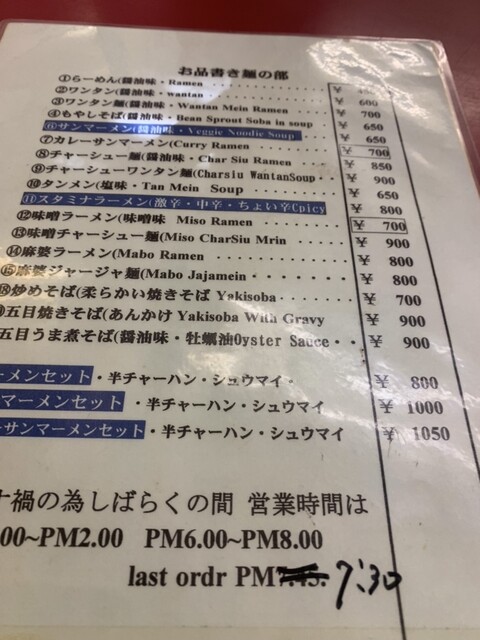 お品書き麺の部
①らーめん(醤油味・Ramen ¥
②ワンタン(醤油味・wantan ¥ 600
③ワンタン麺(醤油味・Wantan Mein Ramen ¥ 700
④もやしそば(醤油味・Bean Sprout Soba in soup ¥ 650
⑥サンマーメン(醤油味・Veggie Noodle Soup ¥ 650
⑦カレーサンマーメン(Curry Ramen ¥ 700
⑧チャーシュー麺(醤油味・Char Siu Ramen ¥ 850
⑨チャーシューワンタン麺(Charsiu WantanSoup・・ ¥ 900
⑩タンメン(塩味・Tan Mein Soup ¥ 650
⑪スタミナラーメン(激辛・中辛・ちょい辛Cpicy ¥ 800
⑫味噌ラーメン(味噌味 Miso Ramen ¥ 700
⑬味噌チャーシュー麺(Miso CharSiu Mrin ¥ 900
⑭麻婆ラーメン(Mabo Ramen ¥ 800
⑮麻婆ジャージャ麺(Mabo Jajamein・・・・・・・ ¥ 800
⑱炒めそば(柔らかい焼きそば Yakisoba ¥ 700
五目焼きそば(あんかけ Yakisoba With Gravy ¥ 900
五目うま煮そば(醤油味・牡蠣油Oyster Sauce・・ ¥ 900
ーメンセット・半チャーハン・シュウマイ・ ¥ 800
マーメンセット ・半チャーハン・シュウマイ ¥ 1000
ーサンマーメンセット・半チャーハン・シュウマイ ¥ 1050
ナ禍の為しばらくの間 営業時間は
00~PM2.00 PM6.00~PM8.00
last ordr PM7:30